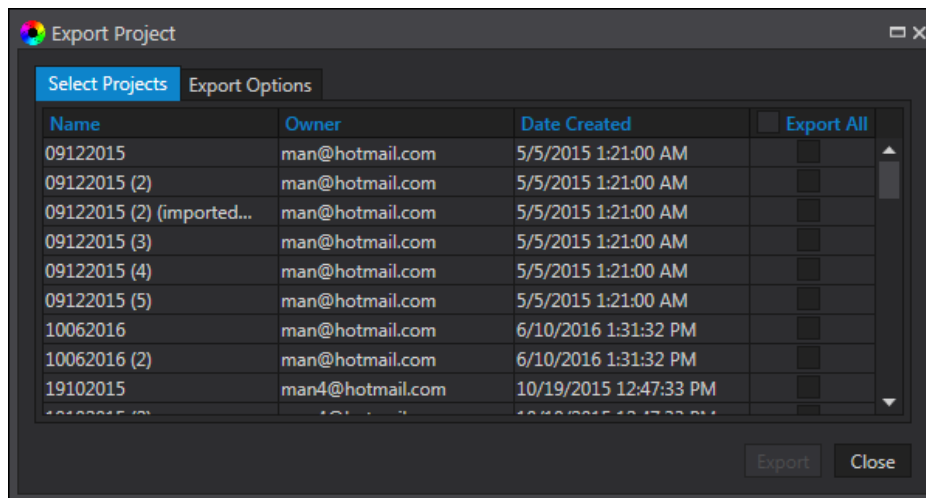 Export Project
Select Projects Export Options
Name Owner Date Created Export All
09122015 man@hotmail.com 5/5/2015 1:21:00 AM
09122015 (2) man@hotmail.com 5/5/2015 1:21:00 AM
09122015 (2) (imported... man@hotmail.com 5/5/2015 1:21:00 AM
09122015 (3) man@hotmail.com 5/5/2015 1:21:00 AM
09122015 (4) man@hotmail.com 5/5/2015 1:21:00 AM
09122015 (5) man@hotmail.com 5/5/2015 1:21:00 AM
10062016 man@hotmail.com 6/10/2016 1:31:32 PM
10062016 (2) man@hotmail.com 6/10/2016 1:31:32 PM
19102015 man4@hotmail.com 10/19/2015 12:47:33 PM
Export Close